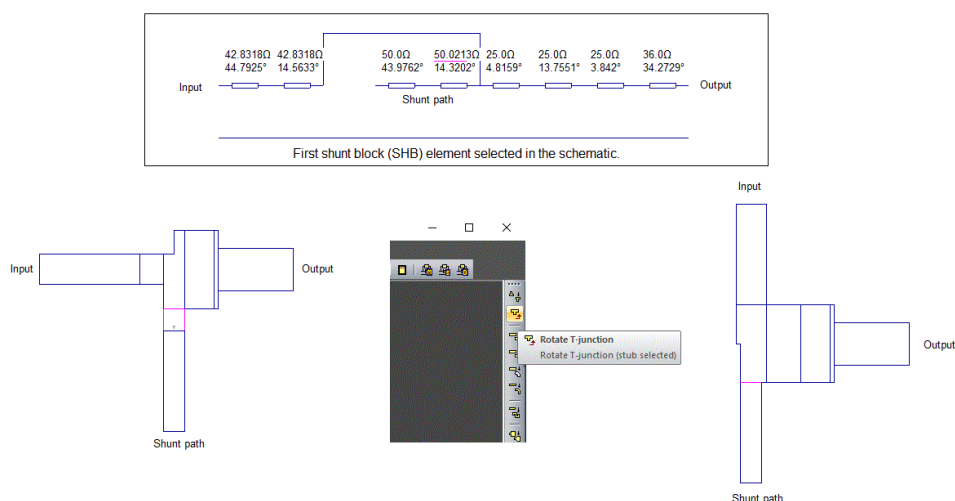 42.8318Ω 42.8318Ω 50.0Ω 50.0213Ω 25.0Ω 25.0Ω 25.0Ω 36.0Ω
44.7925° 14.5633° 43.9762° 14.3202° 4.8159° 13.7551° 3.842° 34.2729°
Input
Output
Shunt path
First shunt block (SHB) element selected in the schematic.
Input
Output
Shunt path
Rotate T-junction
Rotate T-junction (stub selected)
Input
Output
Shunt path